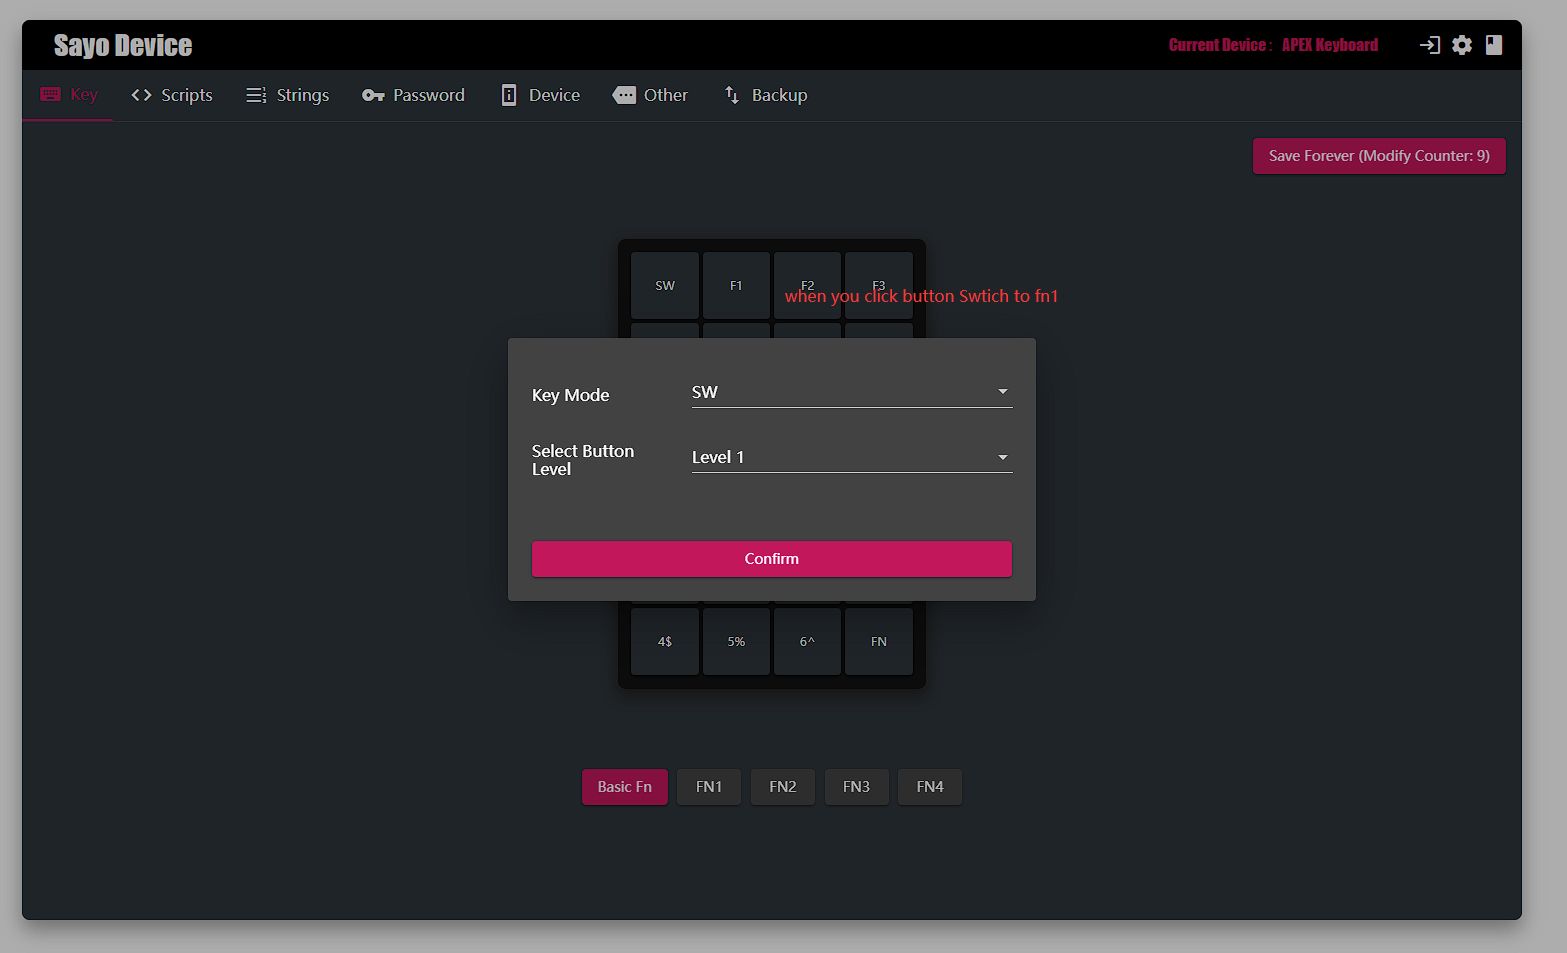 Sayo Device
Current Device： APEX Keyboard
Key
Scripts
Strings
Password
Device
Other
Backup
Save Forever (Modify Counter: 9)
SW F1 F2 F3
when you click button Swtich to fn1
Key Mode SW
Select Button Level Level 1
Confirm
4$ 5% 6^ FN
Basic Fn FN1 FN2 FN3 FN4